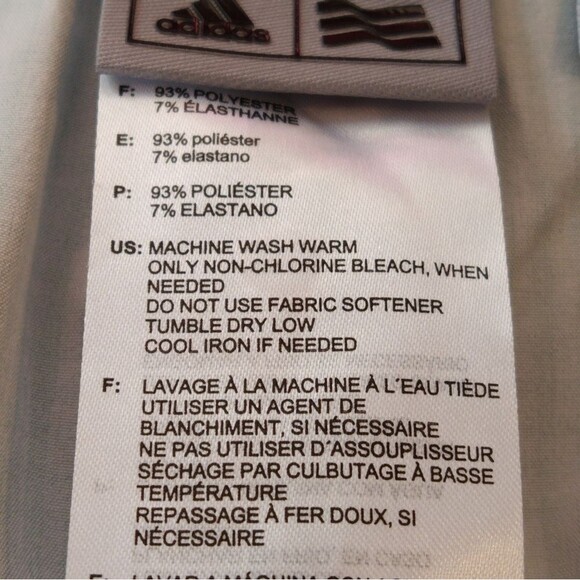 adidas
F: 93% POLYESTER
7% ÉLASTHANNE
E: 93% poliéster
7% elastano
P: 93% POLIÉSTER
7% ELASTANO
US: MACHINE WASH WARM
ONLY NON-CHLORINE BLEACH, WHEN
NEEDED
DO NOT USE FABRIC SOFTENER
TUMBLE DRY LOW
COOL IRON IF NEEDED
F: LAVAGE À LA MACHINE À L´EAU TIÈDE
UTILISER UN AGENT DE
BLANCHIMENT, SI NÉCESSAIRE
NE PAS UTILISER D´ASSOUPLISSEUR
SÉCHAGE PAR CULBUTAGE À BASSE
TEMPÉRATURE
REPASSAGE À FER DOUX, SI
NÉCESSAIRE